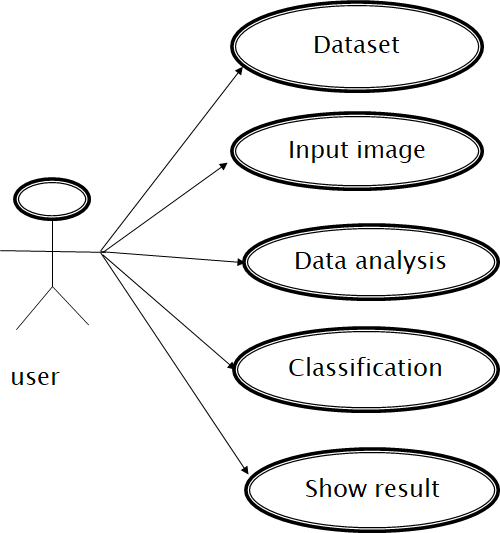 Dataset
Input image
Data analysis
Classification
user
Show result